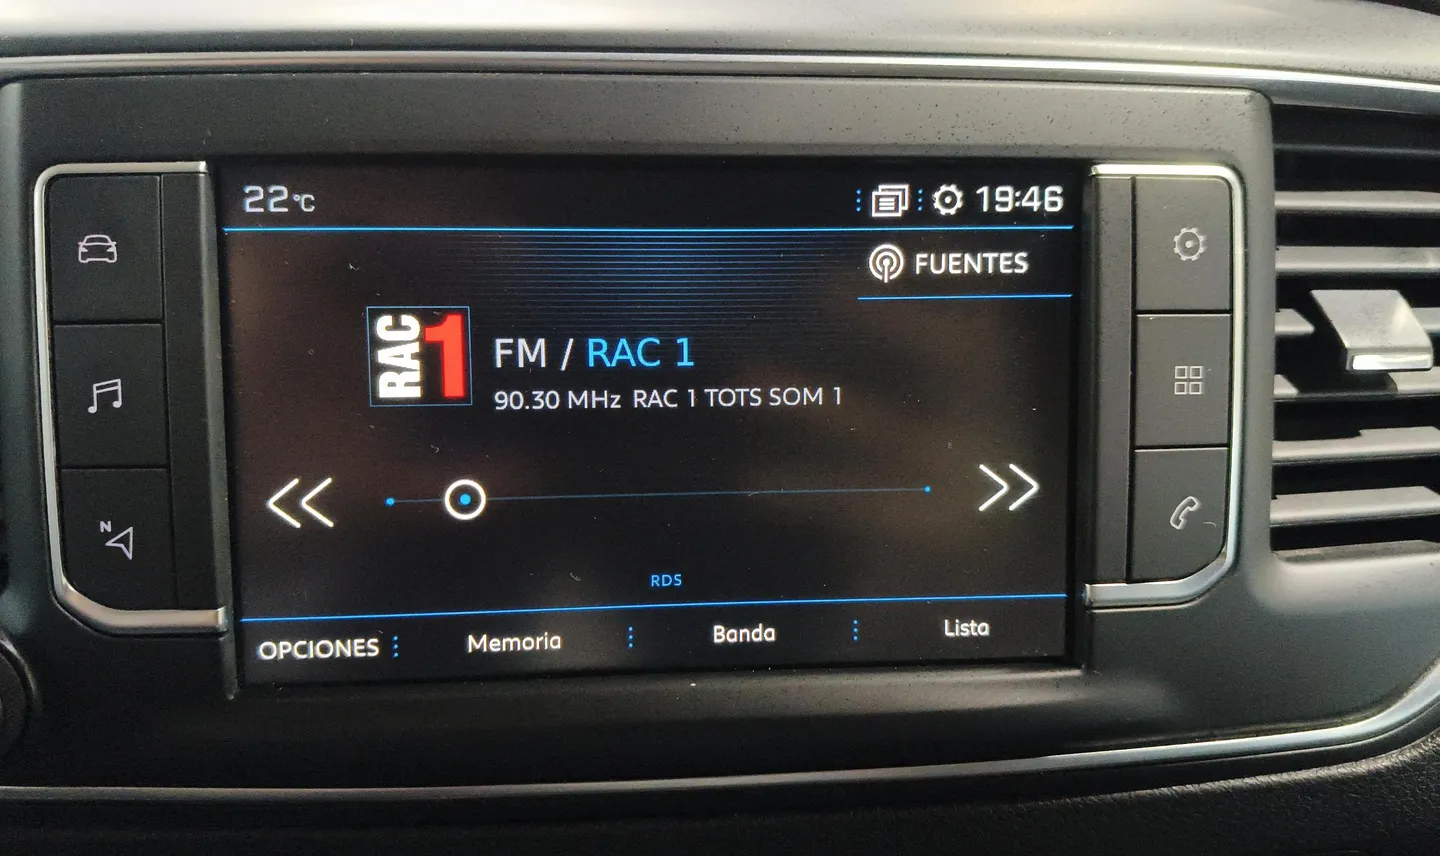 22°C
19:46
FUENTES
RAC 1
FM / RAC 1
90.30 MHz RAC 1 TOTS SOM 1
N
RDS
OPCIONES
Memoria
Banda
Lista